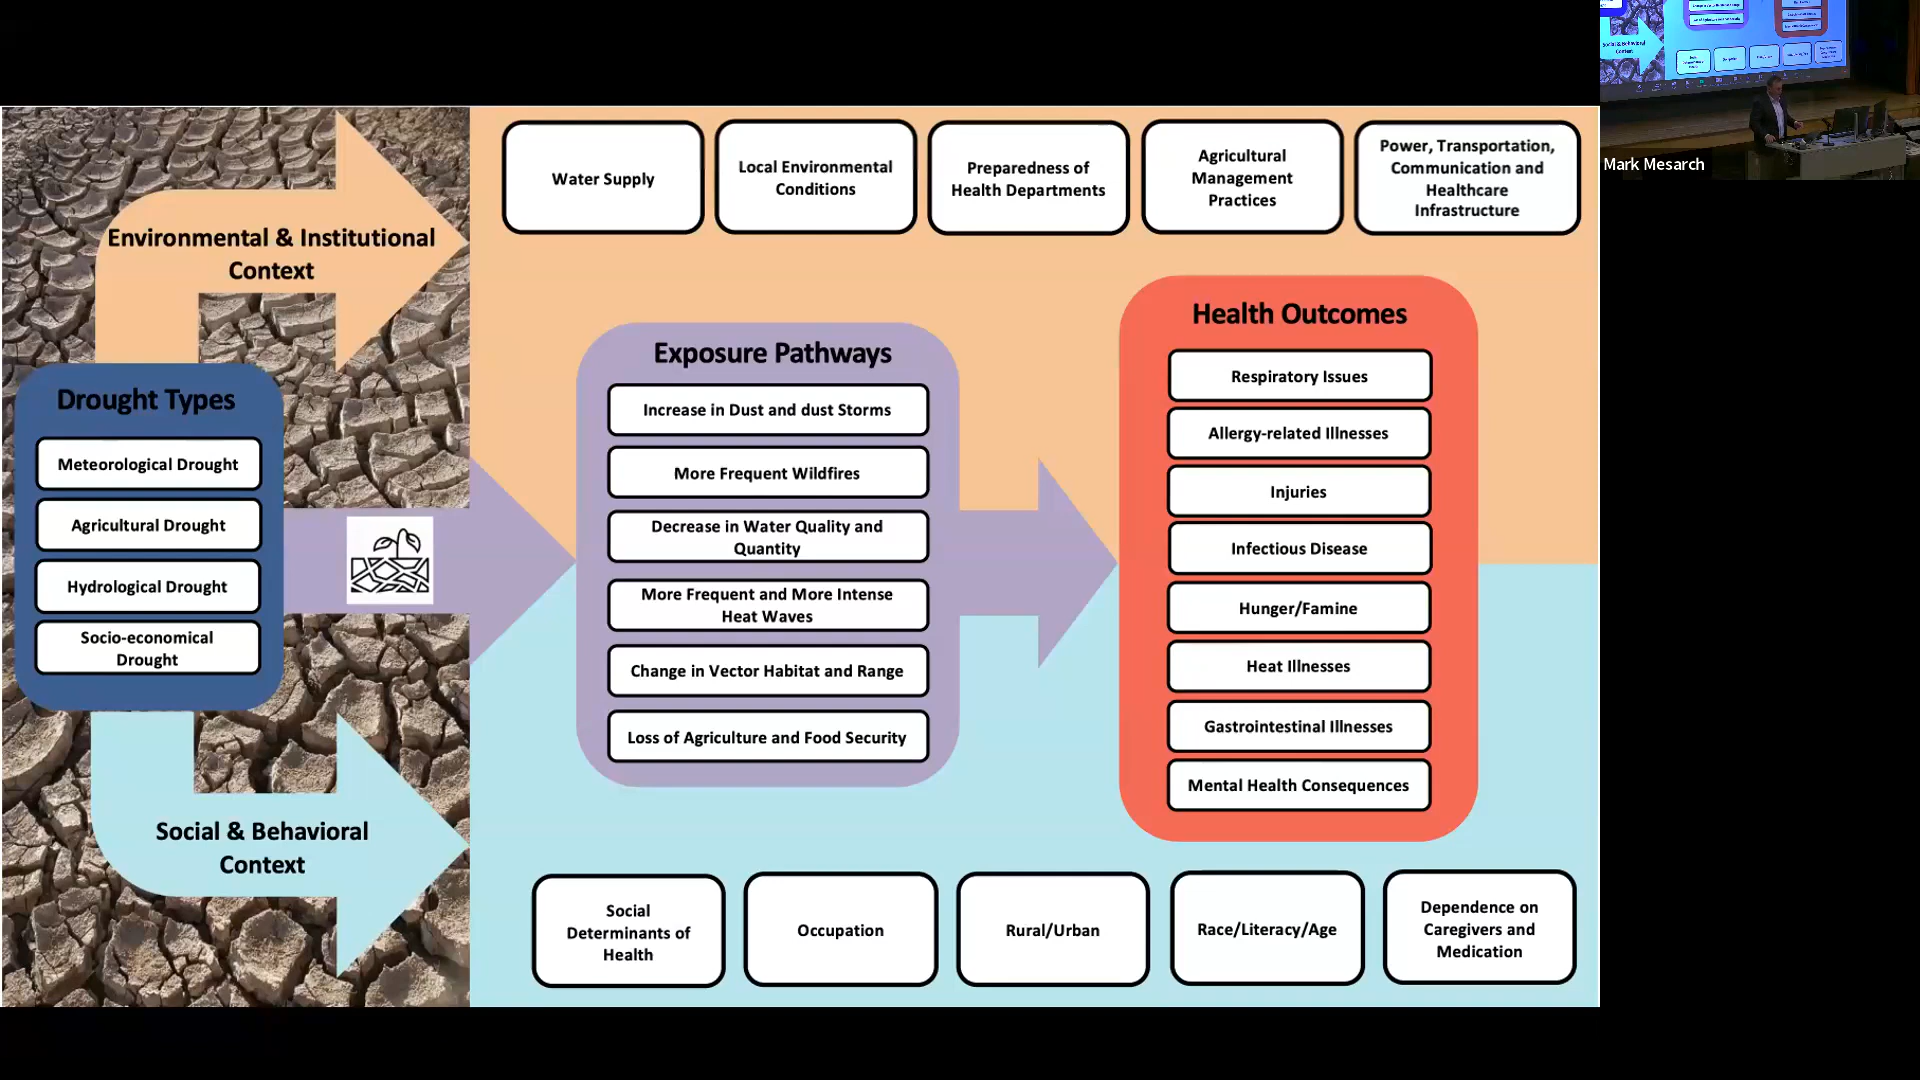 Water Supply
Local Environmental
Conditions
Preparedness of
Health Departments
Agricultural
Management
Practices
Power, Transportation,
Communication and
Healthcare
Infrastructure
Mark Mesarch
Environmental & Institutional
Context
Drought Types
Meteorological Drought
Agricultural Drought
Hydrological Drought
Socio-economical
Drought
Exposure Pathways
Increase in Dust and dust Storms
More Frequent Wildfires
Decrease in Water Quality and
Quantity
More Frequent and More Intense
Heat Waves
Change in Vector Habitat and Range
Loss of Agriculture and Food Security
Health Outcomes
Respiratory Issues
Allergy-related Illnesses
Injuries
Infectious Disease
Hunger/Famine
Heat Illnesses
Gastrointestinal Illnesses
Mental Health Consequences
Social & Behavioral
Context
Social
Determinants of
Health
Occupation
Rural/Urban
Race/Literacy/Age
Dependence on
Caregivers and
Medication
Social & Behavioral
Context